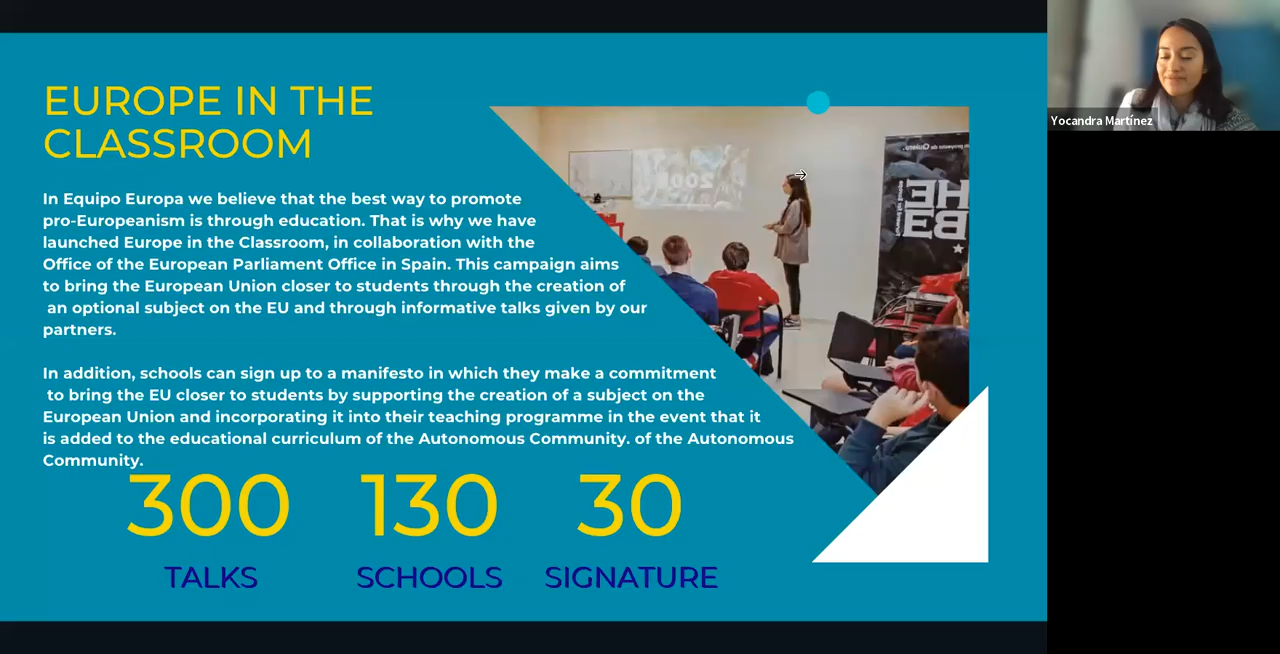 EUROPE IN THE
CLASSROOM
In Equipo Europa we believe that the best way to promote
pro-Europeanism is through education. That is why we have
launched Europe in the Classroom, in collaboration with the
Office of the European Parliament Office in Spain. This campaign aims
to bring the European Union closer to students through the creation of
an optional subject on the EU and through informative talks given by our
partners.
In addition, schools can sign up to a manifesto in which they make a commitment
to bring the EU closer to students by supporting the creation of a subject on the
European Union and incorporating it into their teaching programme in the event that it
is added to the educational curriculum of the Autonomous Community. of the Autonomous
Community.
300 130 30
TALKS SCHOOLS SIGNATURE
Yocandra Martínez